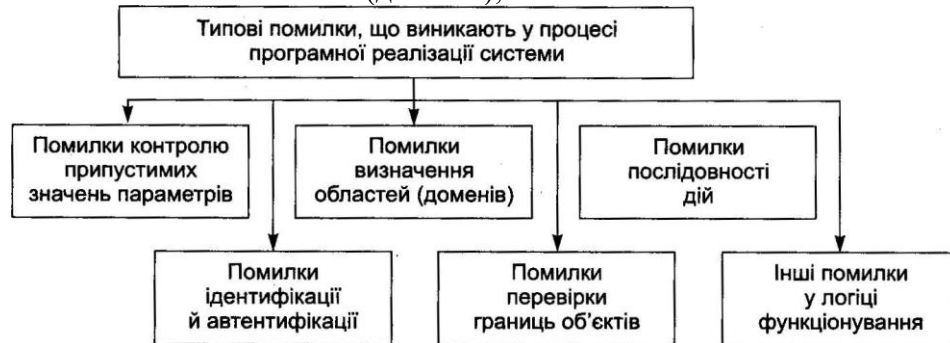 Типові помилки, що виникають у процесі
програмної реалізації системи
Помилки контролю
припустимих
значень параметрів
Помилки
визначення
областей (доменів)
Помилки
послідовності
дій
Помилки
ідентифікації
й автентифікації
Помилки
перевірки
границь об'єктів
Інші помилки
у логіці
функціонування